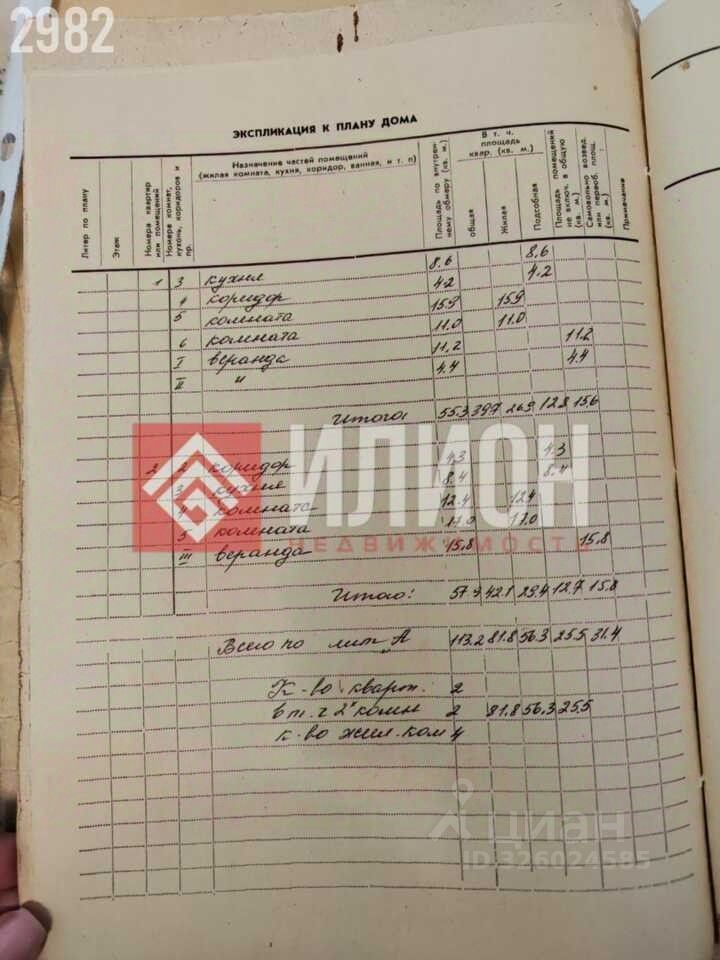 2982
ЭКСПЛИКАЦИЯ К ПЛАНУ ДОМА
Литер по плану
Этаж
Номера квартир или помещений
Номера комнат, кухонь, коридоров и пр.
Назначение частей помещений (жилая комната, кухня, коридор, ванная, и т. п)
Площадь по внутреннему обмеру (кв. м.)
В т. ч. площадь квар. (кв. м.)
общая
Жилая
Подсобная
Площадь помещений не включ. в общую (кв. м.)
Самовольно возвед. или переоб. площ. (кв. м.)
Примечание
1 3 кухня 8.6 8.6
4 коридор 4.2 4.2
5 комната 15.9 15.9
6 комната 11.0 11.0
I веранда 11,2 11.2
II " 4.4 4.4
Итого: 55.3 39.7 26.9 12.8 15.6
2 2 коридор 4.3 4.3
3 кухня 8.4 8.4
4 комната 12.4 12.4
5 комната 17.0 17.0
III веранда 15.8 15.8
Итого: 57.9 42.1 29.4 12.7 15.8
Всего по лит А 113.2 81.8 56.3 25.5 31.4
К-во кварт. 2
в т. ч 2х комн 2 81.8 56.3 25.5
к-во жил. ком 4
ИЛИОН
НЕДВИЖИМОСТЬ
циан
ID:326024585